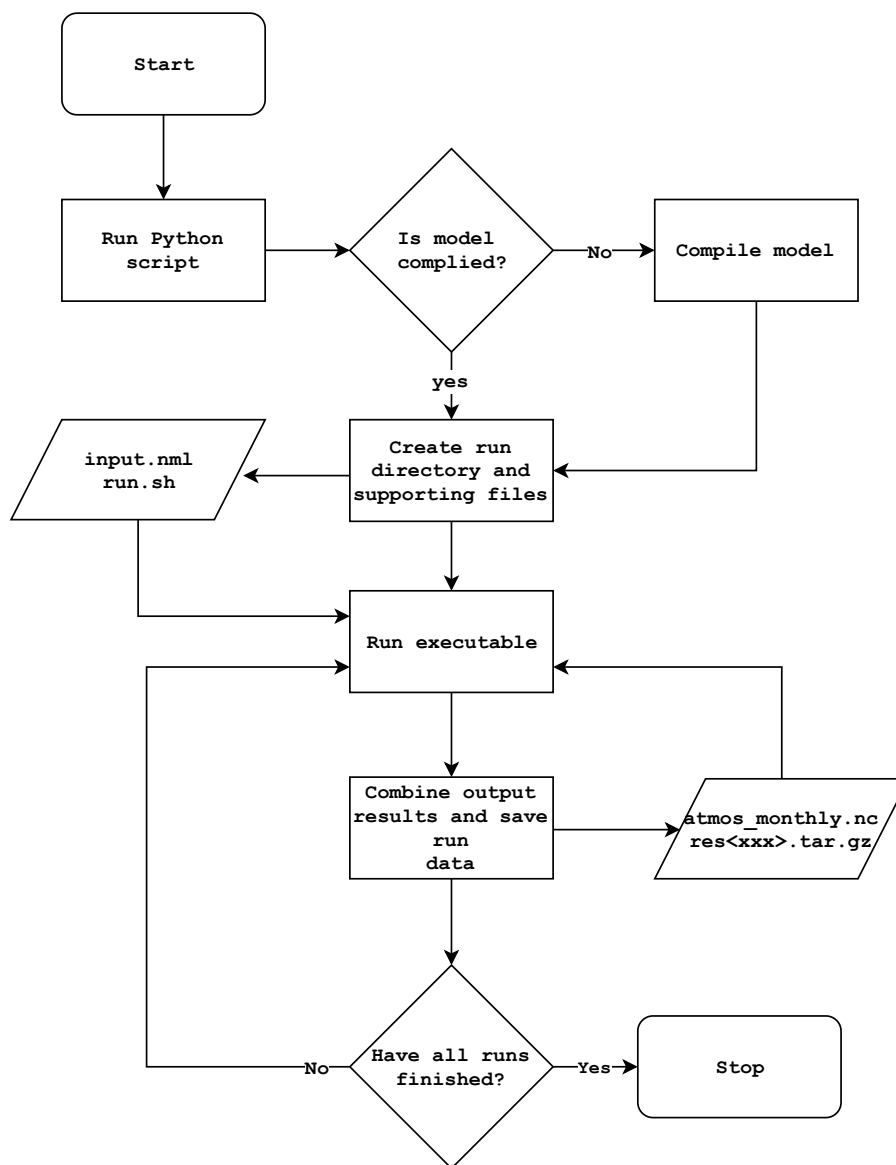 Start
Run Python
script
Is model
complied?
No
Compile model
yes
input.nml
run.sh
Create run
directory and
supporting files
Run executable
Combine output
results and save
run
data
atmos_monthly.nc
res<xxx>.tar.gz
No
Have all runs
finished?
Yes
Stop